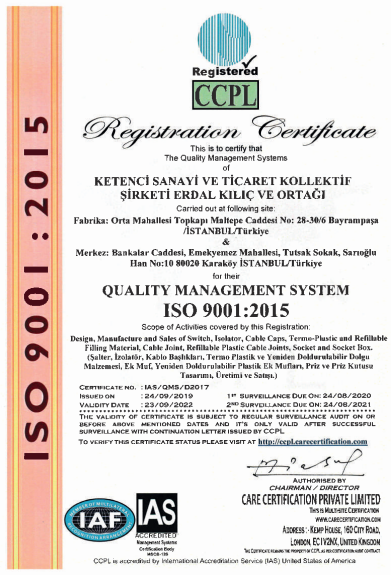 ISO 9001 : 2015
Registered
CCPL
Registration Certificate
This is to certify that
The Quality Management Systems
of
KETENCİ SANAYİ VE TİCARET KOLLEKTİF
ŞİRKETİ ERDAL KILIÇ VE ORTAĞI
Carried out at following site:
Fabrika: Orta Mahallesi Topkapı Maltepe Caddesi No: 28-30/6 Bayrampaşa
/İSTANBUL/Türkiye
&
Merkez: Bankalar Caddesi, Emekyemez Mahallesi, Tutsak Sokak, Sarıoğlu
Han No:10 80020 Karaköy İSTANBUL/Türkiye
for their
QUALITY MANAGEMENT SYSTEM
ISO 9001:2015
Scope of Activities covered by this Registration:
Design, Manufacture and Sales of Switch, Isolator, Cable Caps, Termo-Plastic and Refillable
Filling Material, Cable Joint, Refillable Plastic Cable Joints, Socket and Socket Box.
(Şalter, İzolatör, Kablo Başlıkları, Termo Plastik ve Yeniden Doldurulabilir Dolgu
Malzemesi, Ek Muf, Yeniden Doldurulabilir Plastik Ek Mufları, Priz ve Priz Kutusu
Tasarımı, Üretimi ve Satışı.)
CERTIFICATE NO. : IAS/QMS/D2017
ISSUED ON : 24/09/2019 1ST SURVEILLANCE DUE ON: 24/08/2020
VALIDITY DATE : 23/09/2022 2ND SURVEILLANCE DUE ON: 24/08/2021
THE VALIDITY OF CERTIFICATE IS SUBJECT TO REGULAR SURVEILLANCE AUDIT ON OR
BEFORE ABOVE MENTIONED DATES AND IT'S ONLY VALID AFTER SUCCESSFUL
SURVEILLANCE WITH CONTINUATION LETTER ISSUED BY CCPL
TO VERIFY THIS CERTIFICATE STATUS PLEASE VISIT AT http://ccpl.carecertification.com
AUTHORISED BY
CHAIRMAN / DIRECTOR
CARE CERTIFICATION PRIVATE LIMITED
THIS IS MULTI-SITE CERTIFICATION
WWW.CARECERTIFICATION.COM
ADDRESS :- KEMP HOUSE, 160 CITY ROAD,
LONDON, EC1V2NX, UNITED KINGDOM
THE CERTIFICATE REMAINS THE PROPERTY OF CCPL AS PER CERTIFICATION AUDIT CONTRACT
IAF
IAS
ACCREDITED
Management Systems
Certification Body
CCPL is accredited by International Accreditation Service (IAS) United States of America